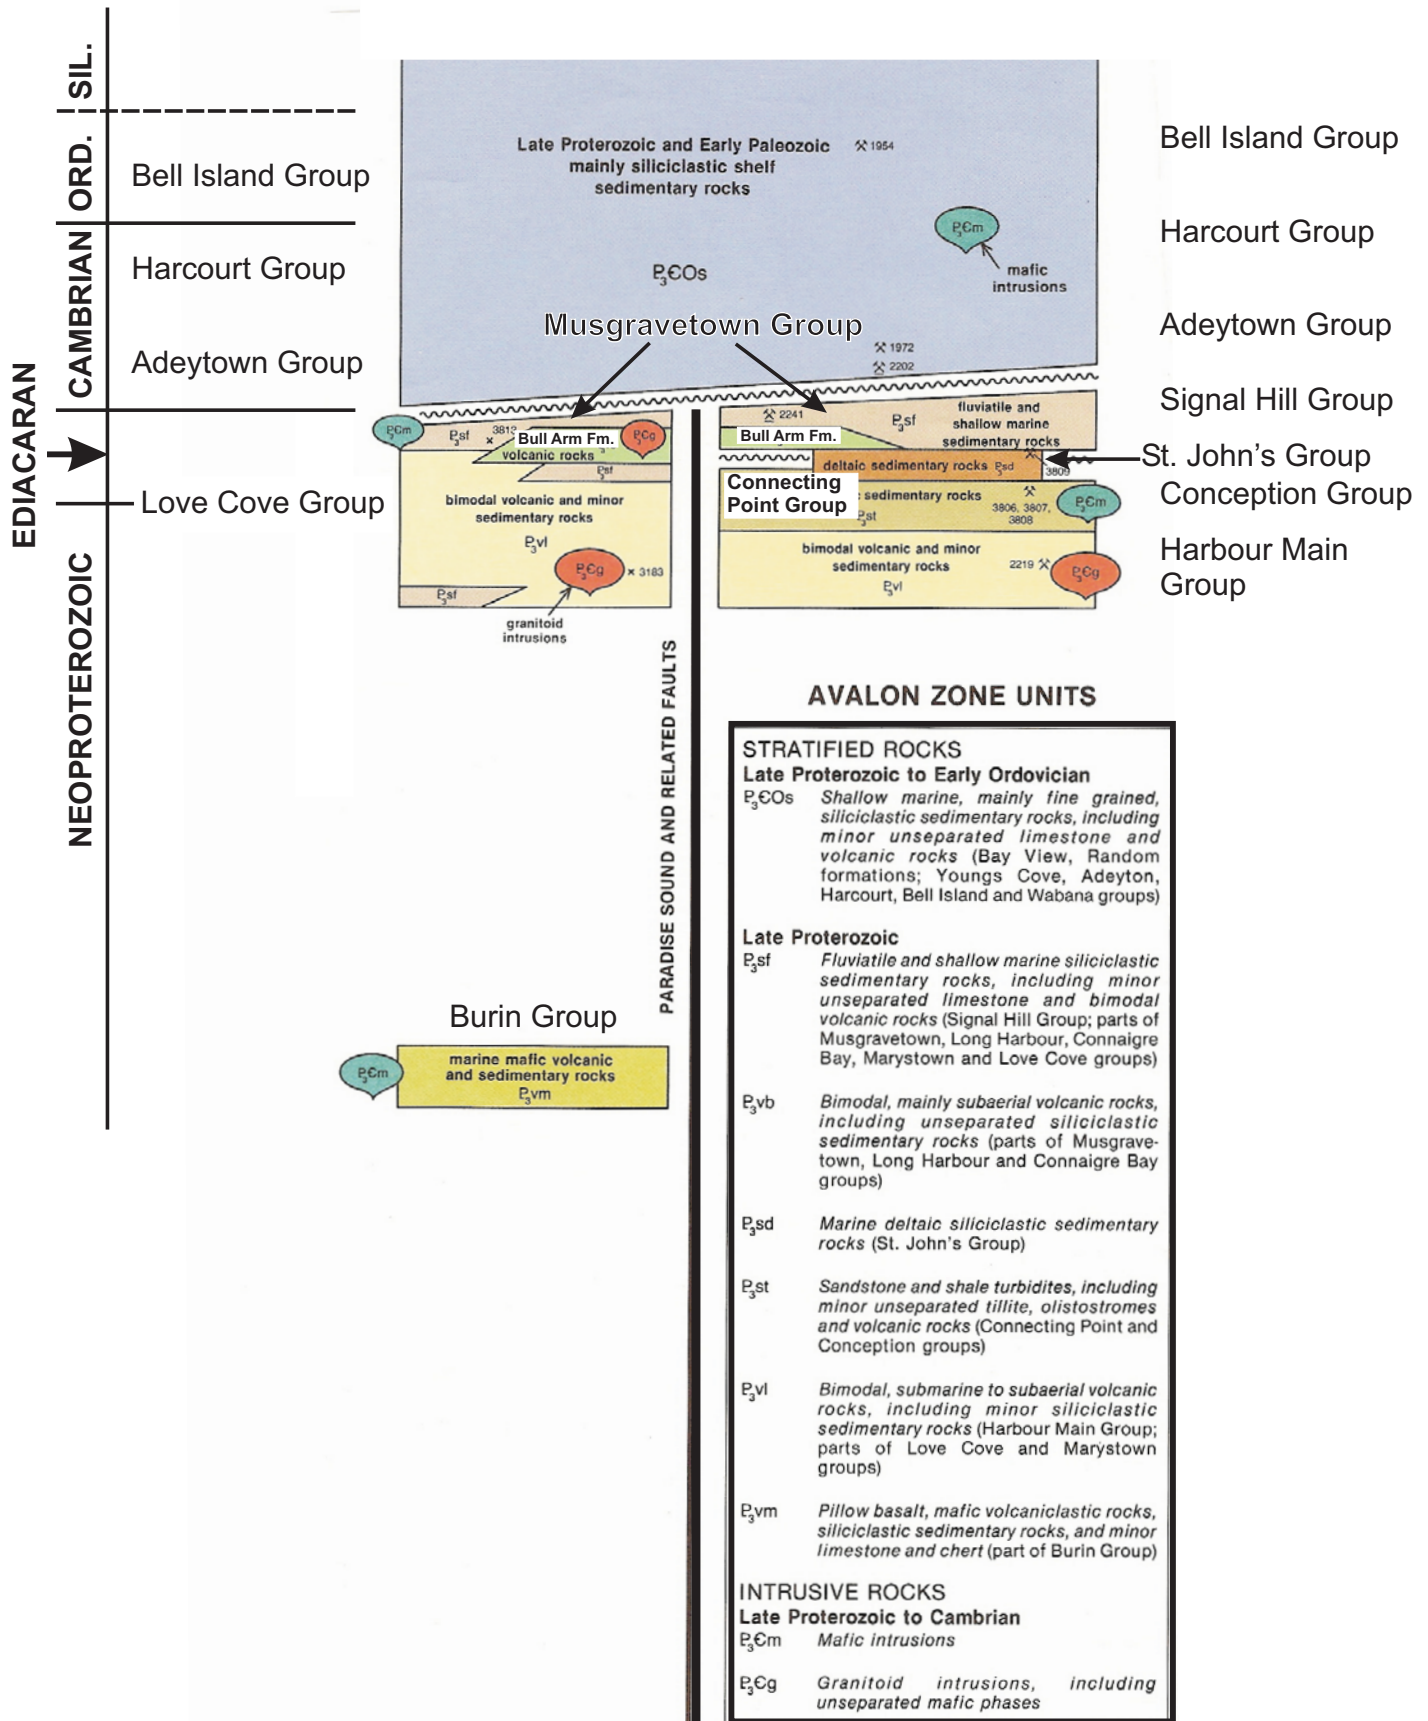 SIL.
ORD.
CAMBRIAN
EDIACARAN
NEOPROTEROZOIC
Bell Island Group
Harcourt Group
Adeytown Group
Love Cove Group
Late Proterozoic and Early Paleozoic
mainly siliciclastic shelf
sedimentary rocks
1954
P₃Єm
mafic
intrusions
P₃ЄOs
Musgravetown Group
1972
2202
Bell Island Group
Harcourt Group
Adeytown Group
Signal Hill Group
St. John's Group
Conception Group
Harbour Main
Group
P₃Єm
P₃sf
Bull Arm Fm.
volcanic rocks
P₃Єg
P₃sf
bimodal volcanic and minor
sedimentary rocks
P₃vl
P₃Єg
3183
P₃sf
granitoid
intrusions
2241
Bull Arm Fm.
P₃sf
fluviatile and
shallow marine
sedimentary rocks
deltaic sedimentary rocks P₃sd
3809
Connecting
Point Group
sedimentary rocks
P₃st
3806, 3807,
3808
P₃Єm
bimodal volcanic and minor
sedimentary rocks
P₃vl
2219
P₃Єg
PARADISE SOUND AND RELATED FAULTS
Burin Group
P₃Єm
marine mafic volcanic
and sedimentary rocks
P₃vm
AVALON ZONE UNITS
STRATIFIED ROCKS
Late Proterozoic to Early Ordovician
P₃ЄOs Shallow marine, mainly fine grained,
siliciclastic sedimentary rocks, including
minor unseparated limestone and
volcanic rocks (Bay View, Random
formations; Youngs Cove, Adeyton,
Harcourt, Bell Island and Wabana groups)
Late Proterozoic
P₃sf Fluviatile and shallow marine siliciclastic
sedimentary rocks, including minor
unseparated limestone and bimodal
volcanic rocks (Signal Hill Group; parts of
Musgravetown, Long Harbour, Connaigre
Bay, Marystown and Love Cove groups)
P₃vb Bimodal, mainly subaerial volcanic rocks,
including unseparated siliciclastic
sedimentary rocks (parts of Musgrave-
town, Long Harbour and Connaigre Bay
groups)
P₃sd Marine deltaic siliciclastic sedimentary
rocks (St. John's Group)
P₃st Sandstone and shale turbidites, including
minor unseparated tillite, olistostromes
and volcanic rocks (Connecting Point and
Conception groups)
P₃vl Bimodal, submarine to subaerial volcanic
rocks, including minor siliciclastic
sedimentary rocks (Harbour Main Group;
parts of Love Cove and Marystown
groups)
P₃vm Pillow basalt, mafic volcaniclastic rocks,
siliciclastic sedimentary rocks, and minor
limestone and chert (part of Burin Group)
INTRUSIVE ROCKS
Late Proterozoic to Cambrian
P₃Єm Mafic intrusions
P₃Єg Granitoid intrusions, including
unseparated mafic phases